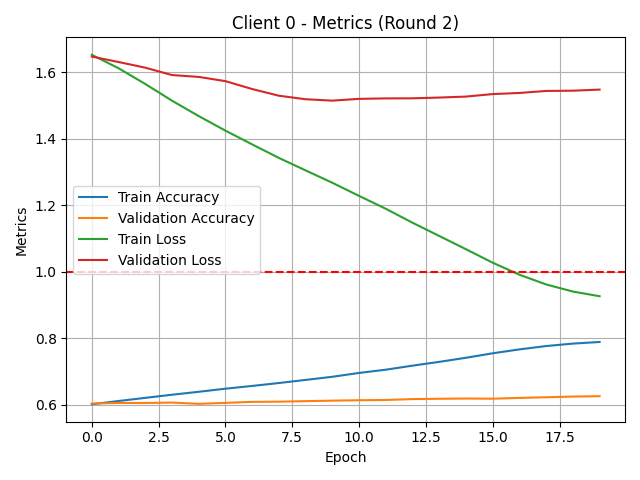 Client 0 - Metrics (Round 2)
Metrics
1.6
1.4
1.2
1.0
0.8
0.6
Train Accuracy
Validation Accuracy
Train Loss
Validation Loss
0.0 2.5 5.0 7.5 10.0 12.5 15.0 17.5
Epoch